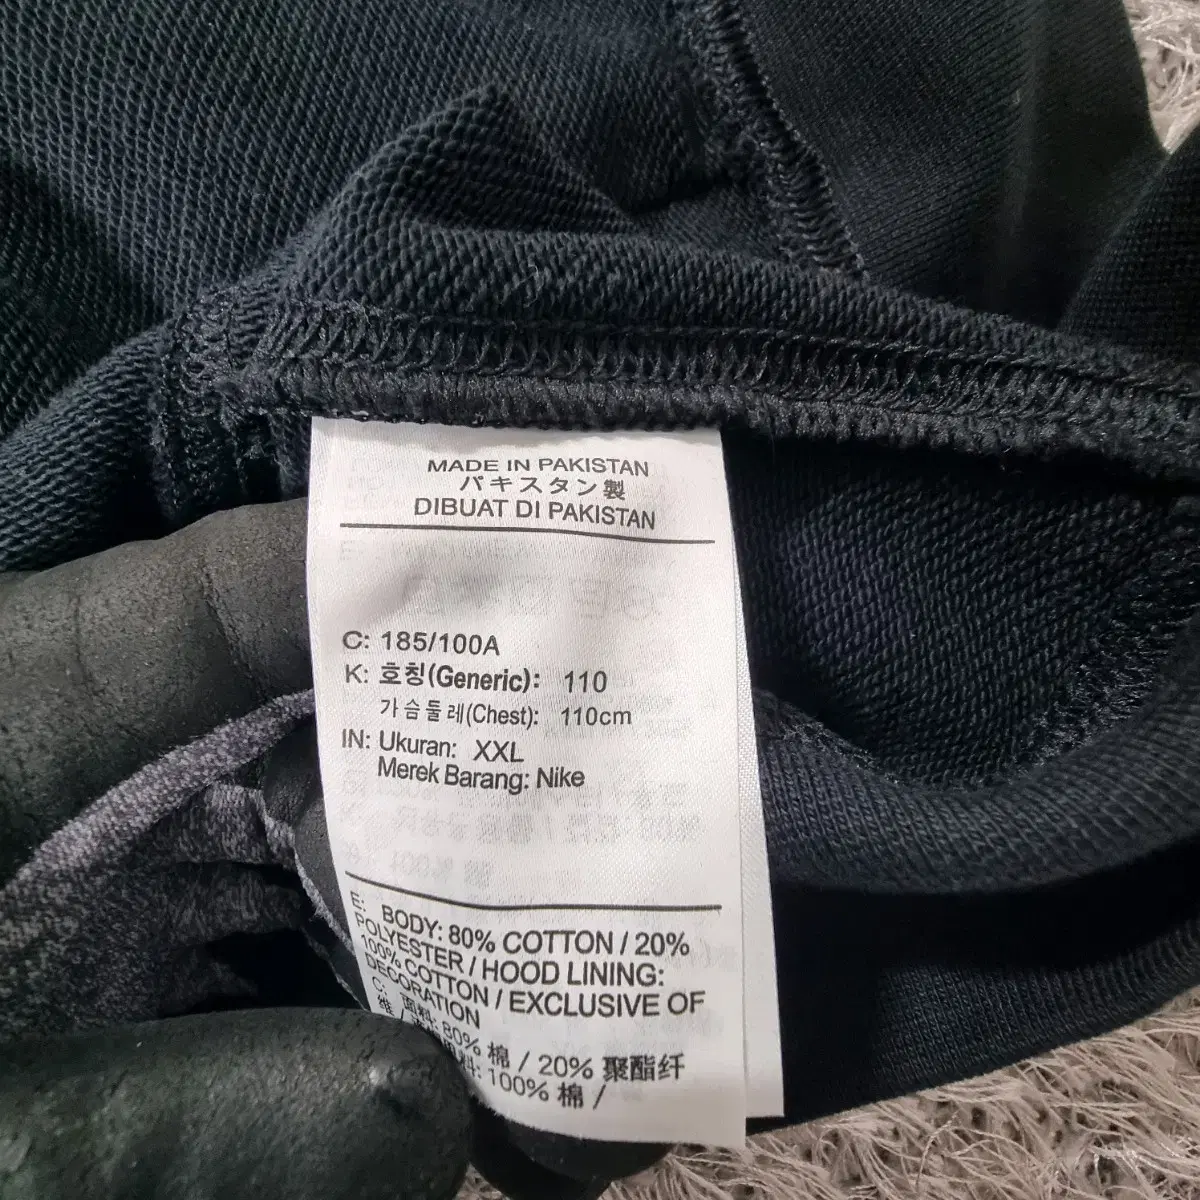 MADE IN PAKISTAN
パキスタン製
DIBUAT DI PAKISTAN
C: 185/100A
K: 호칭(Generic): 110
가슴둘레(Chest): 110cm
IN: Ukuran: XXL
Merek Barang: Nike
E: BODY: 80% COTTON / 20%
POLYESTER / HOOD LINING:
100% COTTON / EXCLUSIVE OF
DECORATION
C: 面料: 80% 棉 / 20% 聚酯纤
维 / 料: 100% 棉 /